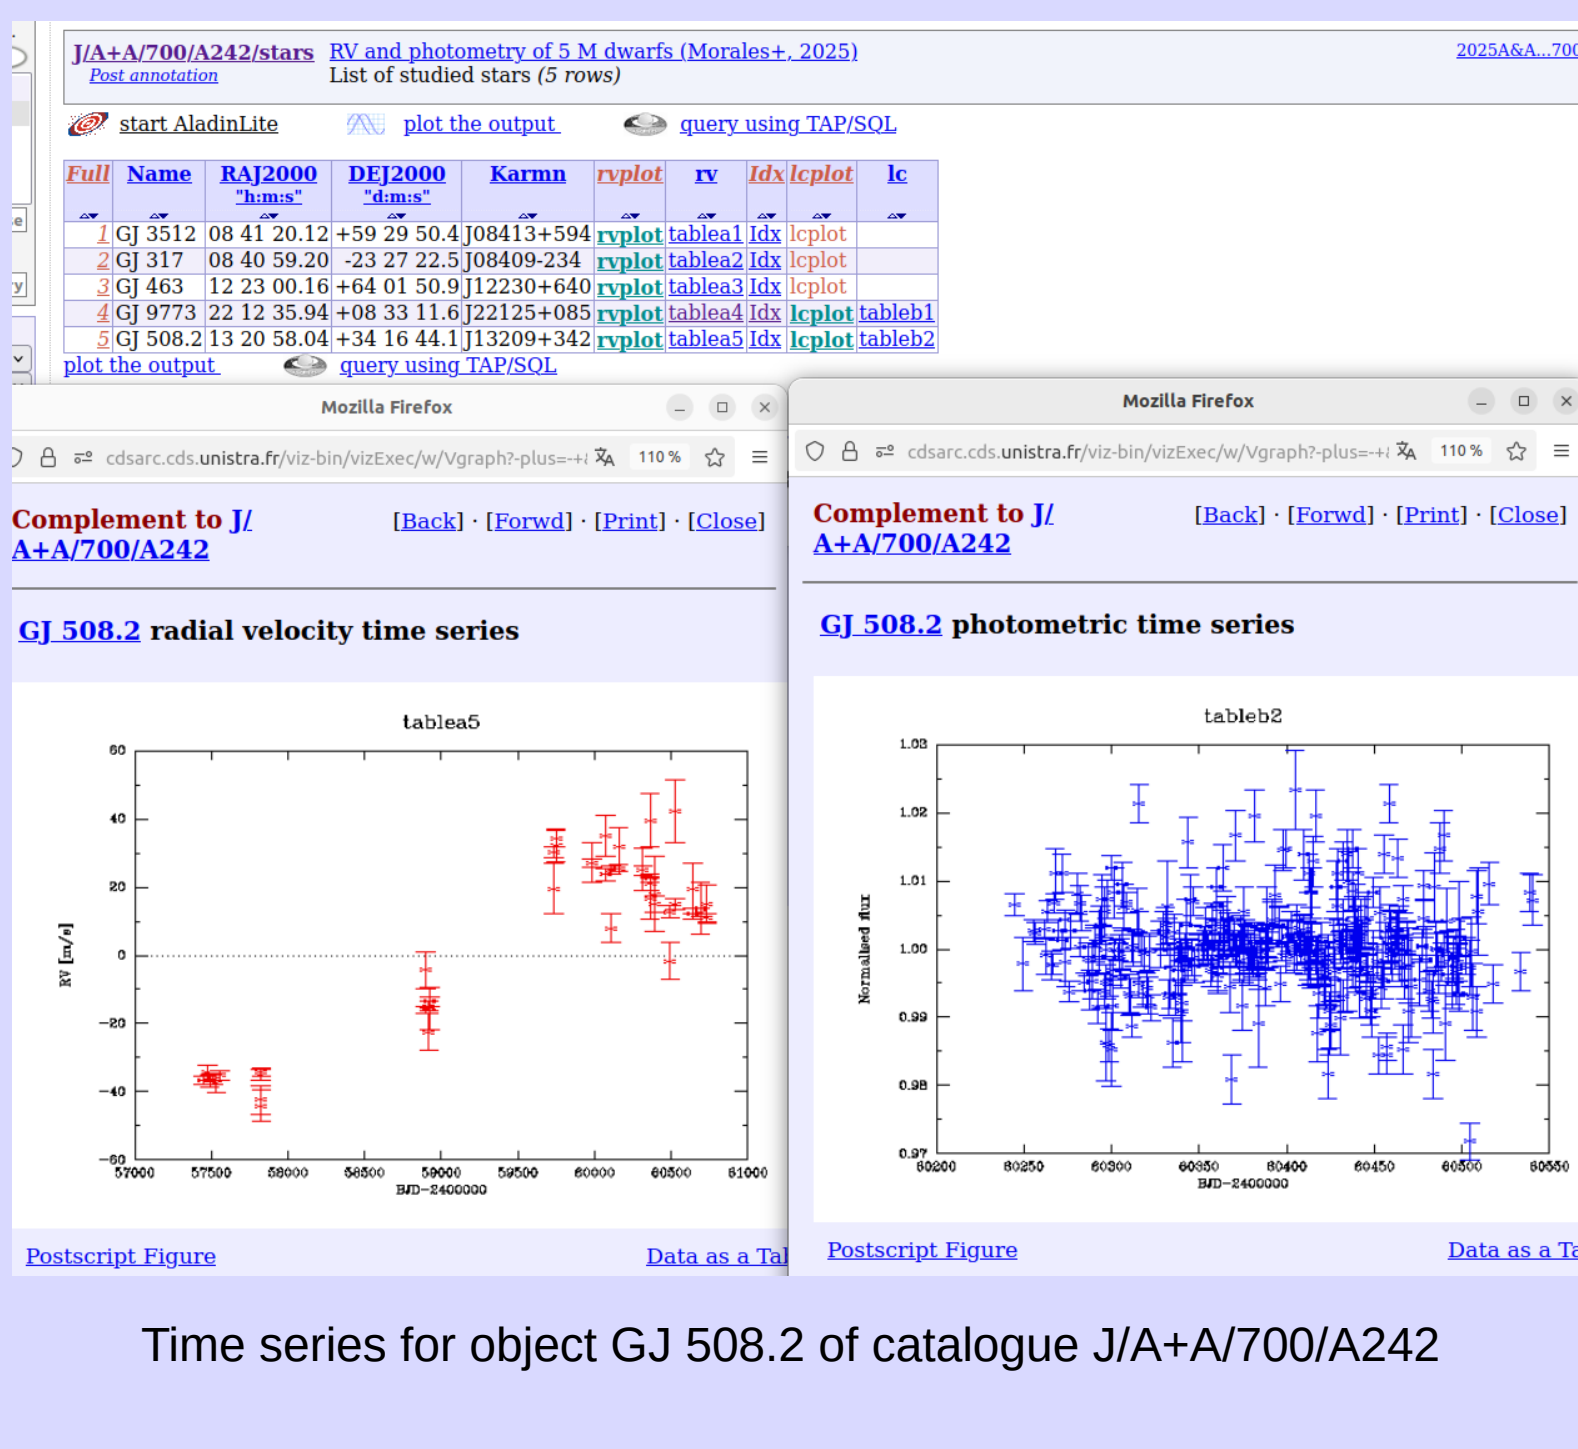 J/A+A/700/A242/stars RV and photometry of 5 M dwarfs (Morales+, 2025) 2025A&A...700
Post annotation List of studied stars (5 rows)
start AladinLite plot the output query using TAP/SQL
Full Name RAJ2000 DEJ2000 Karmn rvplot rv Idx lcplot lc
"h:m:s" "d:m:s"
1 GJ 3512 08 41 20.12 +59 29 50.4 J08413+594 rvplot tablea1 Idx lcplot
2 GJ 317 08 40 59.20 -23 27 22.5 J08409-234 rvplot tablea2 Idx lcplot
3 GJ 463 12 23 00.16 +64 01 50.9 J12230+640 rvplot tablea3 Idx lcplot
4 GJ 9773 22 12 35.94 +08 33 11.6 J22125+085 rvplot tablea4 Idx lcplot tableb1
5 GJ 508.2 13 20 58.04 +34 16 44.1 J13209+342 rvplot tablea5 Idx lcplot tableb2
plot the output query using TAP/SQL
Mozilla Firefox
cdsarc.cds.unistra.fr/viz-bin/vizExec/w/Vgraph?-plus=-+ 110 %
Complement to J/
A+A/700/A242
[Back] · [Forwd] · [Print] · [Close]
GJ 508.2 radial velocity time series
tablea5
60
40
20
0
−20
−40
−60
RV [m/s]
57000 57500 58000 58500 59000 59500 60000 60500 61000
BJD−2400000
Postscript Figure Data as a Ta
Mozilla Firefox
cdsarc.cds.unistra.fr/viz-bin/vizExec/w/Vgraph?-plus=-+ 110 %
Complement to J/
A+A/700/A242
[Back] · [Forwd] · [Print] · [Close]
GJ 508.2 photometric time series
tableb2
1.03
1.02
1.01
1.00
0.99
0.98
0.97
Normalised flux
60200 60250 60300 60350 60400 60450 60500 60550
BJD−2400000
Postscript Figure Data as a Ta
Time series for object GJ 508.2 of catalogue J/A+A/700/A242